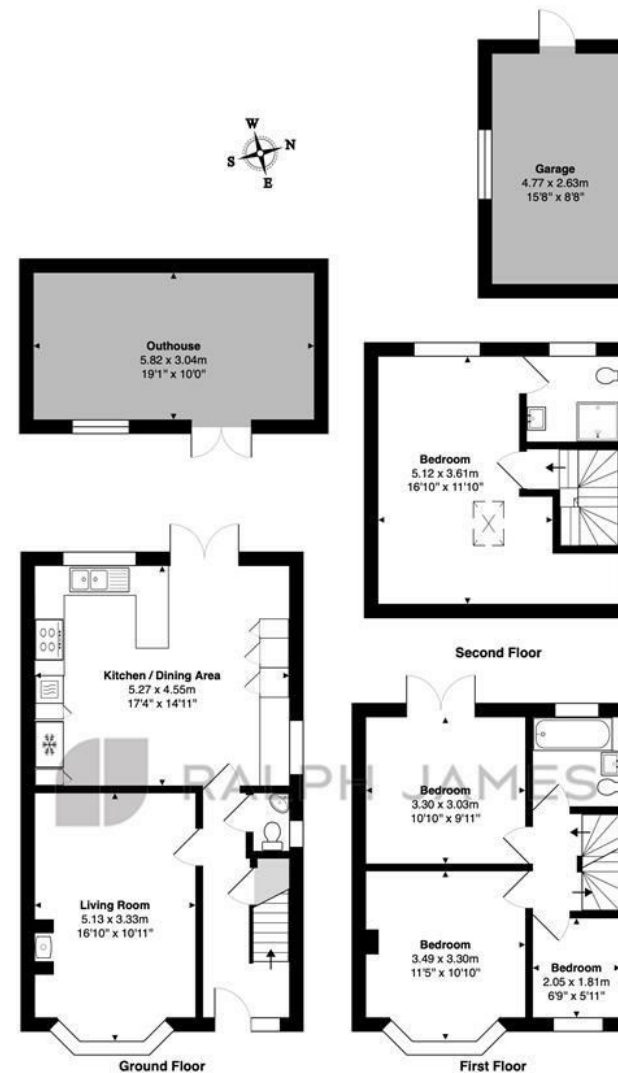 W
N
S
E
Garage
4.77 x 2.63m
15'8" x 8'8"
Outhouse
5.82 x 3.04m
19'1" x 10'0"
Bedroom
5.12 x 3.61m
16'10" x 11'10"
Second Floor
Kitchen / Dining Area
5.27 x 4.55m
17'4" x 14'11"
RALPH JAMES
Living Room
5.13 x 3.33m
16'10" x 10'11"
Ground Floor
Bedroom
3.30 x 3.03m
10'10" x 9'11"
Bedroom
3.49 x 3.30m
11'5" x 10'10"
Bedroom
2.05 x 1.81m
6'9" x 5'11"
First Floor